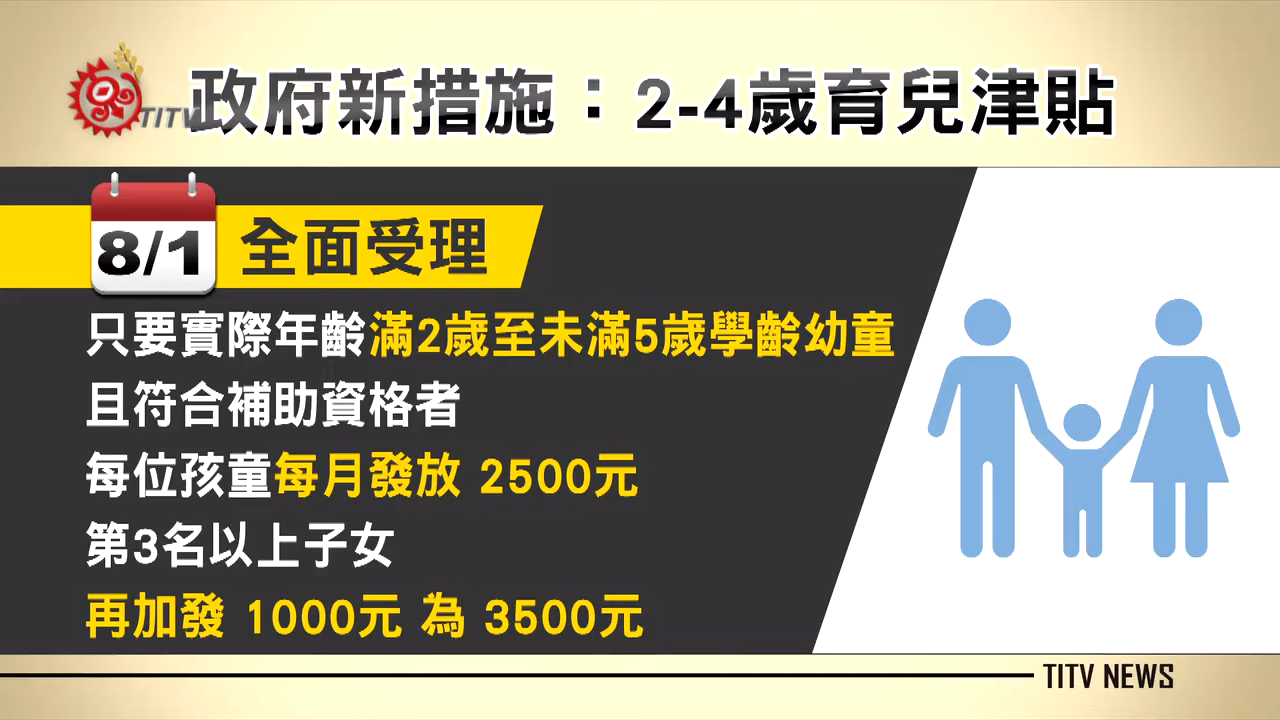 TITV
政府新措施：2-4歲育兒津貼
8/1 全面受理
只要實際年齡滿2歲至未滿5歲學齡幼童
且符合補助資格者
每位孩童每月發放 2500元
第3名以上子女
再加發 1000元 為 3500元
TITV NEWS